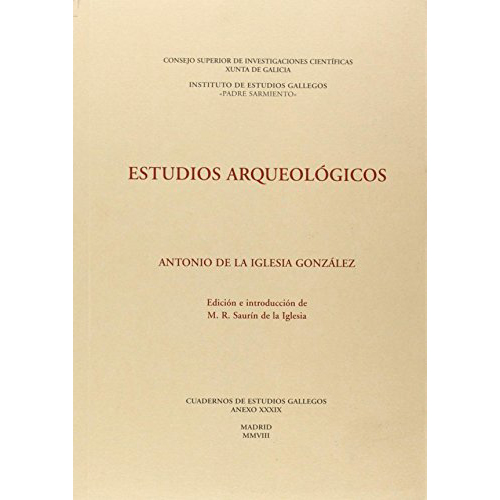 CONSEJO SUPERIOR DE INVESTIGACIONES CIENTÍFICAS
XUNTA DE GALICIA
INSTITUTO DE ESTUDIOS GALLEGOS
«PADRE SARMIENTO»
ESTUDIOS ARQUEOLÓGICOS
ANTONIO DE LA IGLESIA GONZÁLEZ
Edición e introducción de
M. R. Saurín de la Iglesia
CUADERNOS DE ESTUDIOS GALLEGOS
ANEXO XXXIX
MADRID
MMVIII